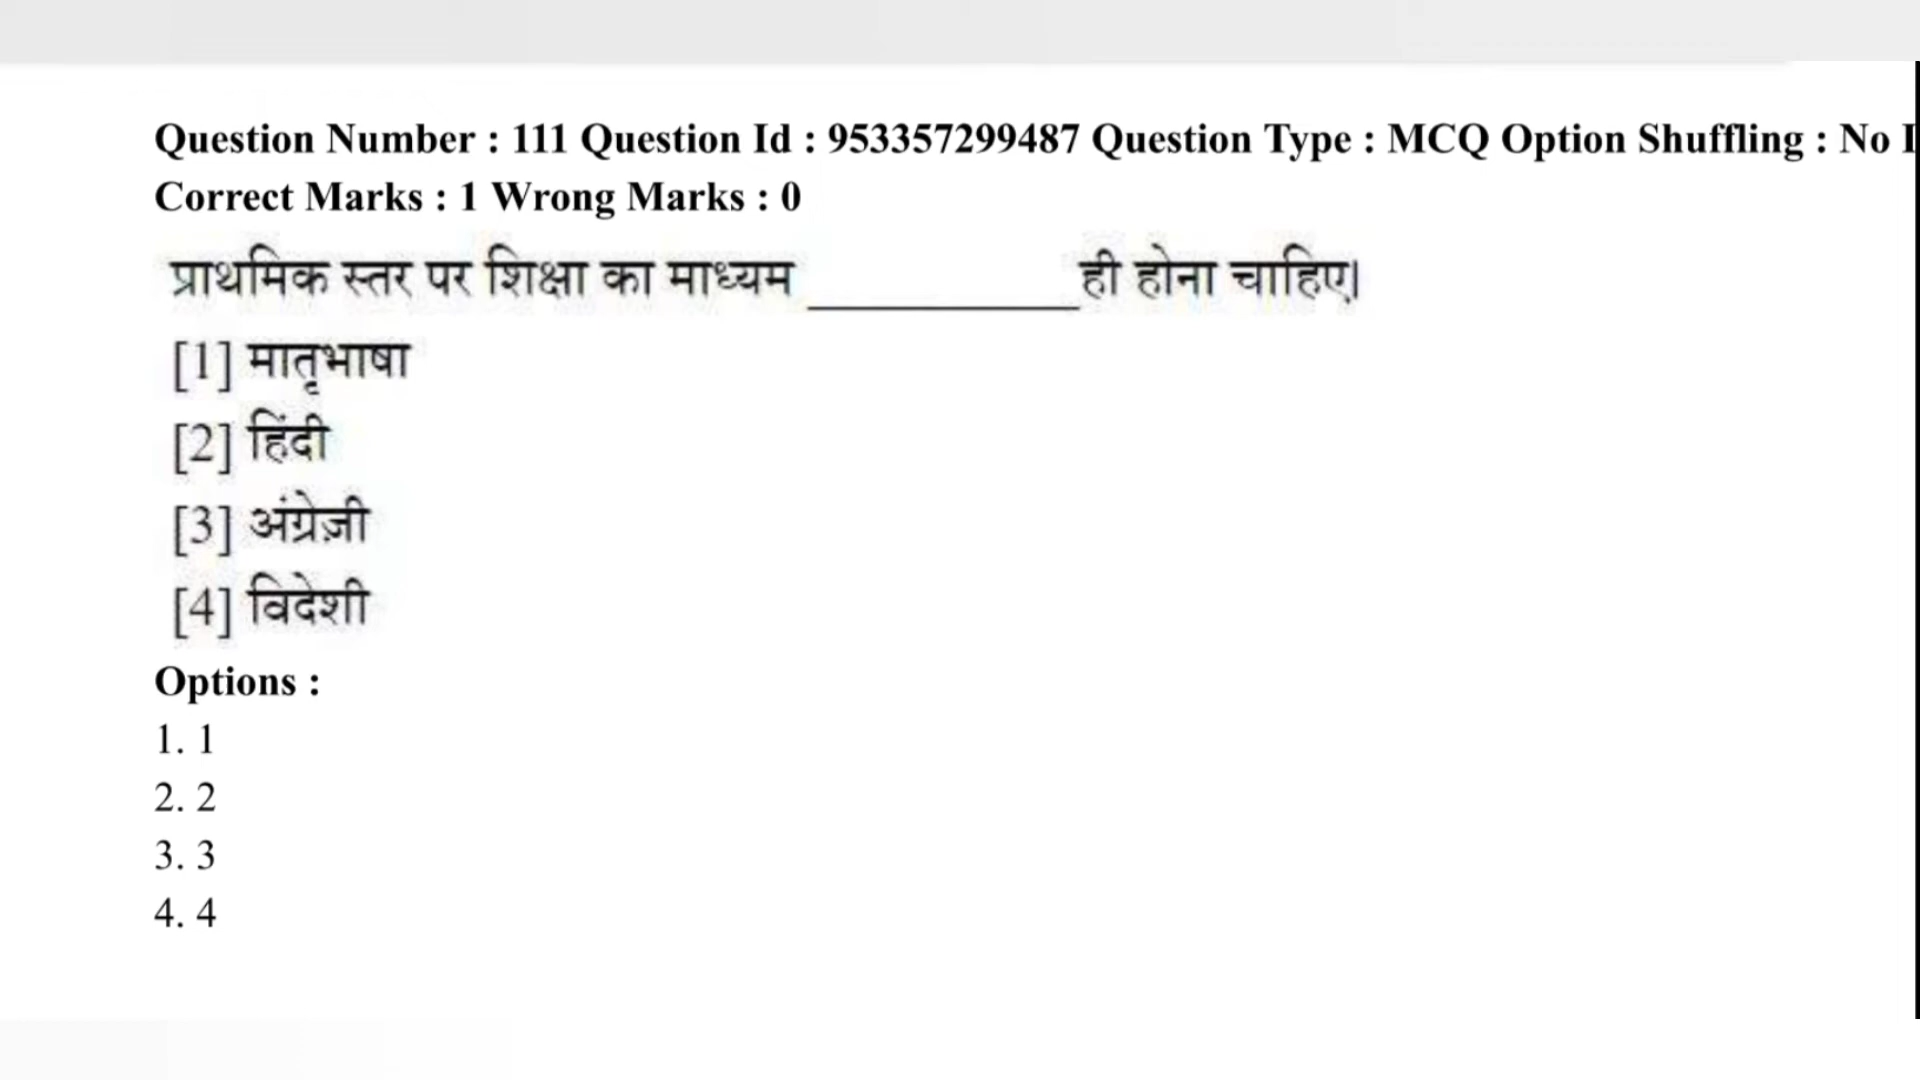 Question Number : 111 Question Id : 953357299487 Question Type : MCQ Option Shuffling : No
Correct Marks : 1 Wrong Marks : 0
प्राथमिक स्तर पर शिक्षा का माध्यम __________ ही होना चाहिए।
[1] मातृभाषा
[2] हिंदी
[3] अंग्रेज़ी
[4] विदेशी
Options :
1. 1
2. 2
3. 3
4. 4